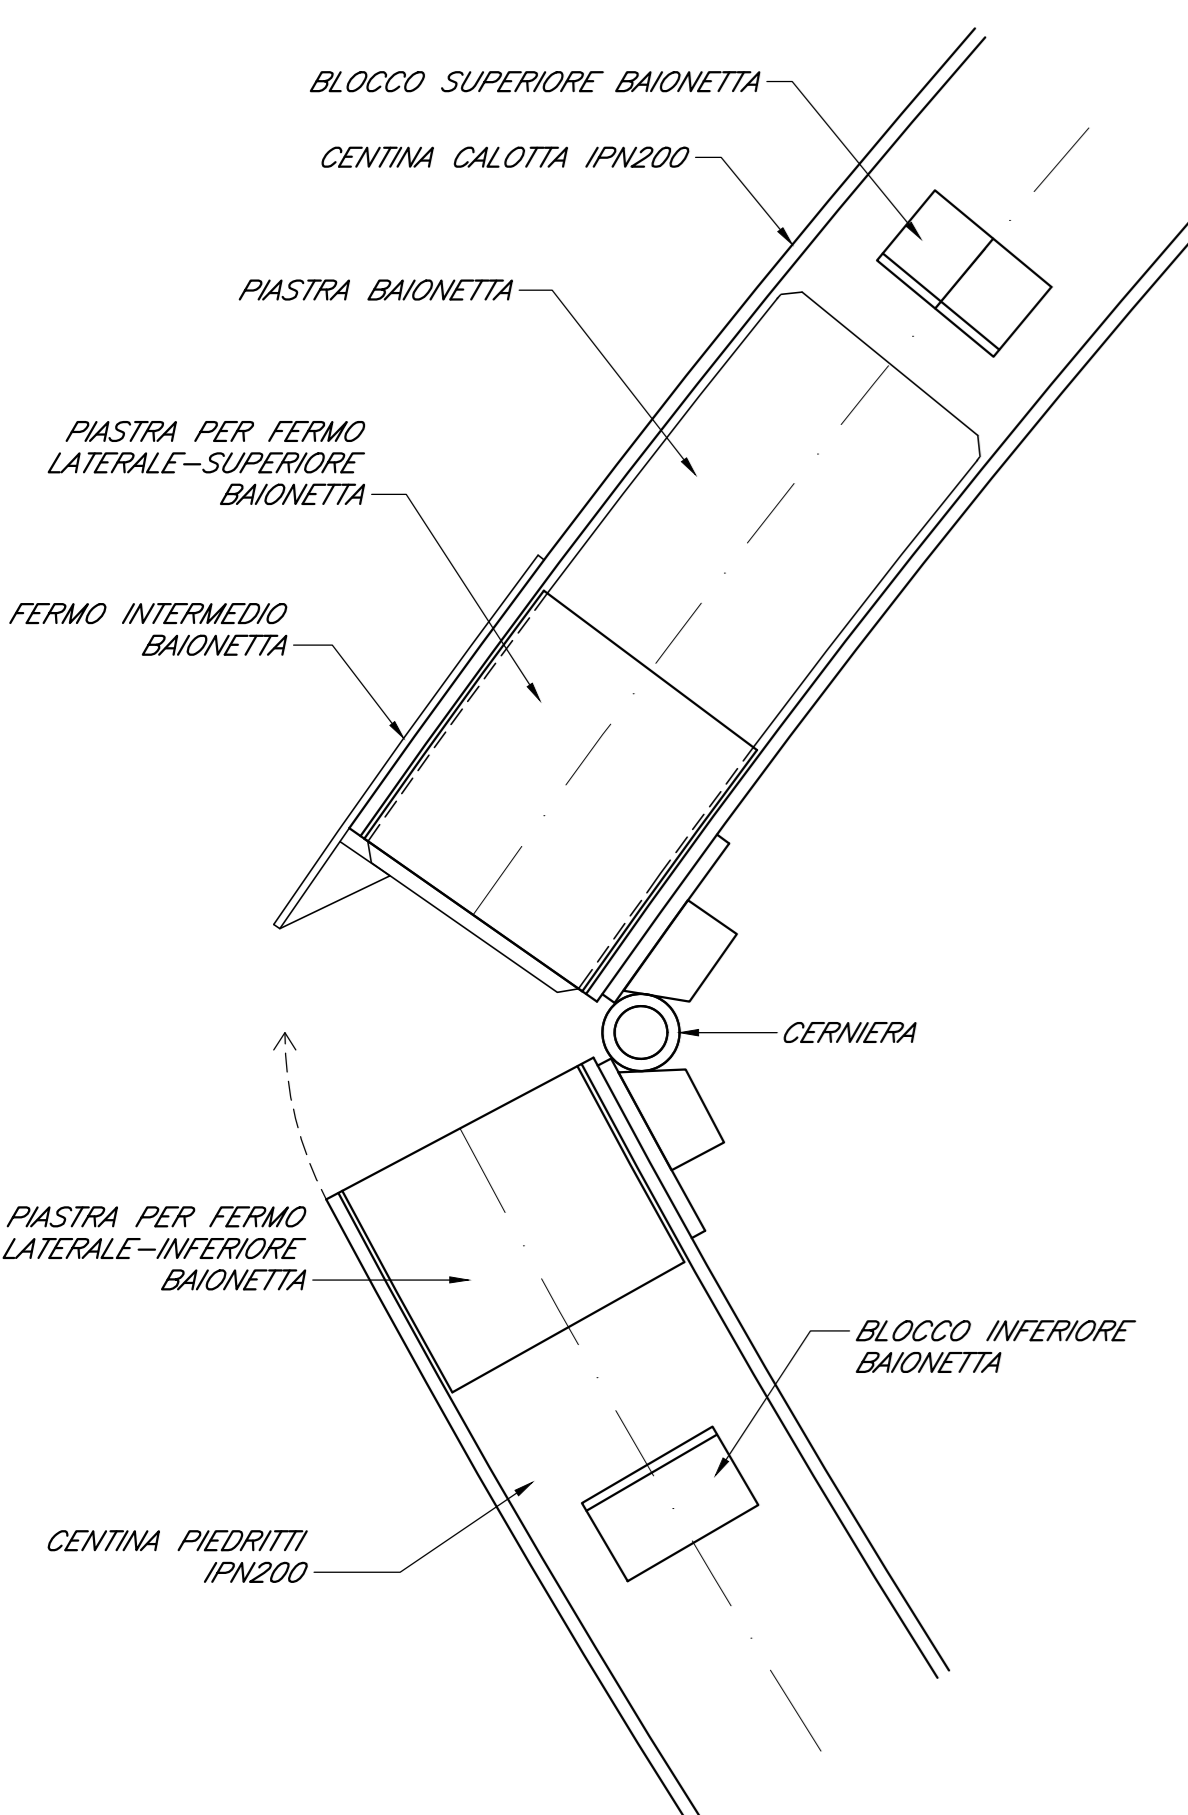 BLOCCO SUPERIORE BAIONETTA
CENTINA CALOTTA IPN200
PIASTRA BAIONETTA
PIASTRA PER FERMO
LATERALE-SUPERIORE
BAIONETTA
FERMO INTERMEDIO
BAIONETTA
CERNIERA
PIASTRA PER FERMO
LATERALE-INFERIORE
BAIONETTA
BLOCCO INFERIORE
BAIONETTA
CENTINA PIEDRITTI
IPN200